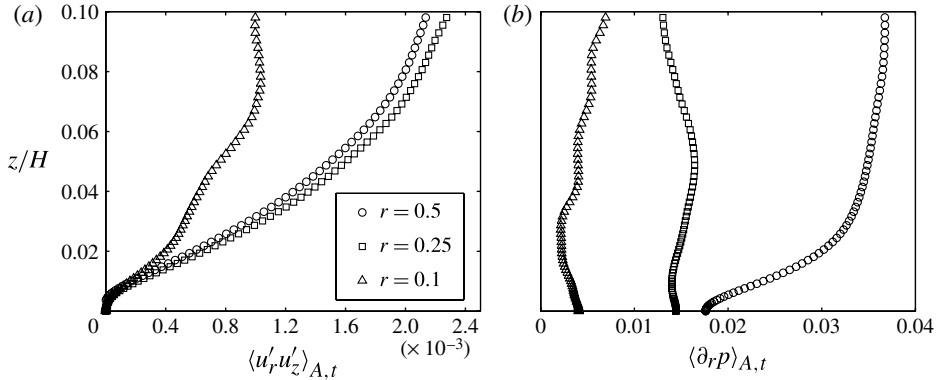 (a)
0.10
0.08
0.06
z/H
0.04
0.02
0 0.4 0.8 1.2 1.6 2.0 2.4
(× 10⁻³)
⟨u′ᵣu′_z⟩_{A,t}
r = 0.5
r = 0.25
r = 0.1
(b)
0 0.01 0.02 0.03 0.04
⟨∂ᵣp⟩_{A,t}